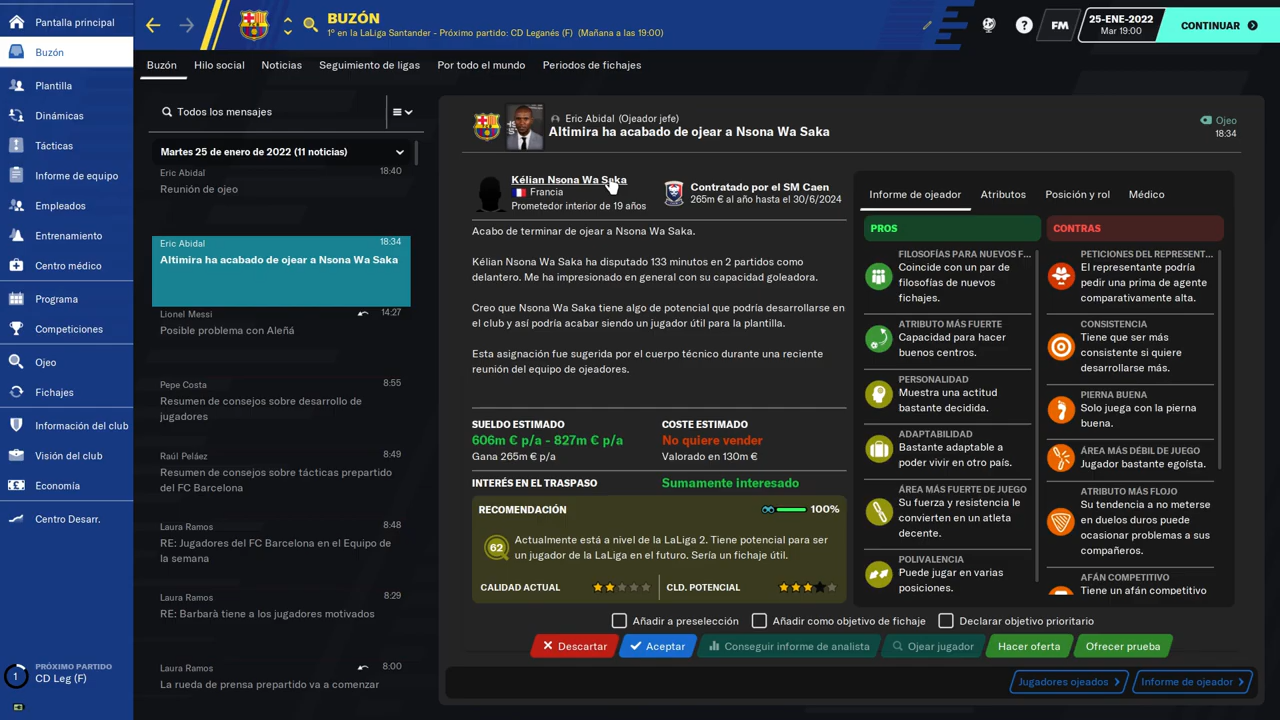 Pantalla principal
Buzón
Plantilla
Dinámicas
Tácticas
Informe de equipo
Empleados
Entrenamiento
Centro médico
Programa
Competiciones
Ojeo
Fichajes
Información del club
Visión del club
Economía
Centro Desarr.
PRÓXIMO PARTIDO
CD Leg (F)
1
BUZÓN
1º en la LaLiga Santander - Próximo partido: CD Leganés (F) (Mañana a las 19:00)
FM
25-ENE-2022
Mar 19:00
CONTINUAR
Buzón
Hilo social
Noticias
Seguimiento de ligas
Por todo el mundo
Periodos de fichajes
Todos los mensajes
Martes 25 de enero de 2022 (11 noticias)
Eric Abidal 18:40
Reunión de ojeo
Eric Abidal 18:34
Altimira ha acabado de ojear a Nsona Wa Saka
Lionel Messi 14:27
Posible problema con Aleñá
Pepe Costa 8:55
Resumen de consejos sobre desarrollo de
jugadores
Raúl Peláez 8:49
Resumen de consejos sobre tácticas prepartido
del FC Barcelona
Laura Ramos 8:48
RE: Jugadores del FC Barcelona en el Equipo de
la semana
Laura Ramos 8:29
RE: Barbarà tiene a los jugadores motivados
Laura Ramos 8:00
La rueda de prensa prepartido va a comenzar
Eric Abidal (Ojeador jefe)
Altimira ha acabado de ojear a Nsona Wa Saka
Ojeo
18:34
Kélian Nsona Wa Saka
Francia
Prometedor interior de 19 años
Contratado por el SM Caen
265m € al año hasta el 30/6/2024
Acabo de terminar de ojear a Nsona Wa Saka.
Kélian Nsona Wa Saka ha disputado 133 minutos en 2 partidos como
delantero. Me ha impresionado en general con su capacidad goleadora.
Creo que Nsona Wa Saka tiene algo de potencial que podría desarrollarse en
el club y así podría acabar siendo un jugador útil para la plantilla.
Esta asignación fue sugerida por el cuerpo técnico durante una reciente
reunión del equipo de ojeadores.
SUELDO ESTIMADO
606m € p/a - 827m € p/a
Gana 265m € p/a
COSTE ESTIMADO
No quiere vender
Valorado en 130m €
INTERÉS EN EL TRASPASO
Sumamente interesado
RECOMENDACIÓN
100%
62
Actualmente está a nivel de la LaLiga 2. Tiene potencial para ser
un jugador de la LaLiga en el futuro. Sería un fichaje útil.
CALIDAD ACTUAL
CLD. POTENCIAL
Informe de ojeador
Atributos
Posición y rol
Médico
PROS
FILOSOFÍAS PARA NUEVOS F...
Coincide con un par de
filosofías de nuevos
fichajes.
ATRIBUTO MÁS FUERTE
Capacidad para hacer
buenos centros.
PERSONALIDAD
Muestra una actitud
bastante decidida.
ADAPTABILIDAD
Bastante adaptable a
poder vivir en otro país.
ÁREA MÁS FUERTE DE JUEGO
Su fuerza y resistencia le
convierten en un atleta
decente.
POLIVALENCIA
Puede jugar en varias
posiciones.
CONTRAS
PETICIONES DEL REPRESENT...
El representante podría
pedir una prima de agente
comparativamente alta.
CONSISTENCIA
Tiene que ser más
consistente si quiere
desarrollarse más.
PIERNA BUENA
Solo juega con la pierna
buena.
ÁREA MÁS DÉBIL DE JUEGO
Jugador bastante egoísta.
ATRIBUTO MÁS FLOJO
Su tendencia a no meterse
en duelos duros puede
ocasionar problemas a sus
compañeros.
AFÁN COMPETITIVO
Tiene un afán competitivo
Añadir a preselección
Añadir como objetivo de fichaje
Declarar objetivo prioritario
Descartar
Aceptar
Conseguir informe de analista
Ojear jugador
Hacer oferta
Ofrecer prueba
Jugadores ojeados
Informe de ojeador